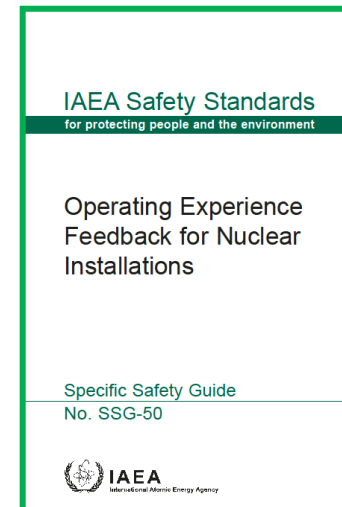 IAEA Safety Standards
for protecting people and the environment
Operating Experience
Feedback for Nuclear
Installations
Specific Safety Guide
No. SSG-50
IAEA
International Atomic Energy Agency